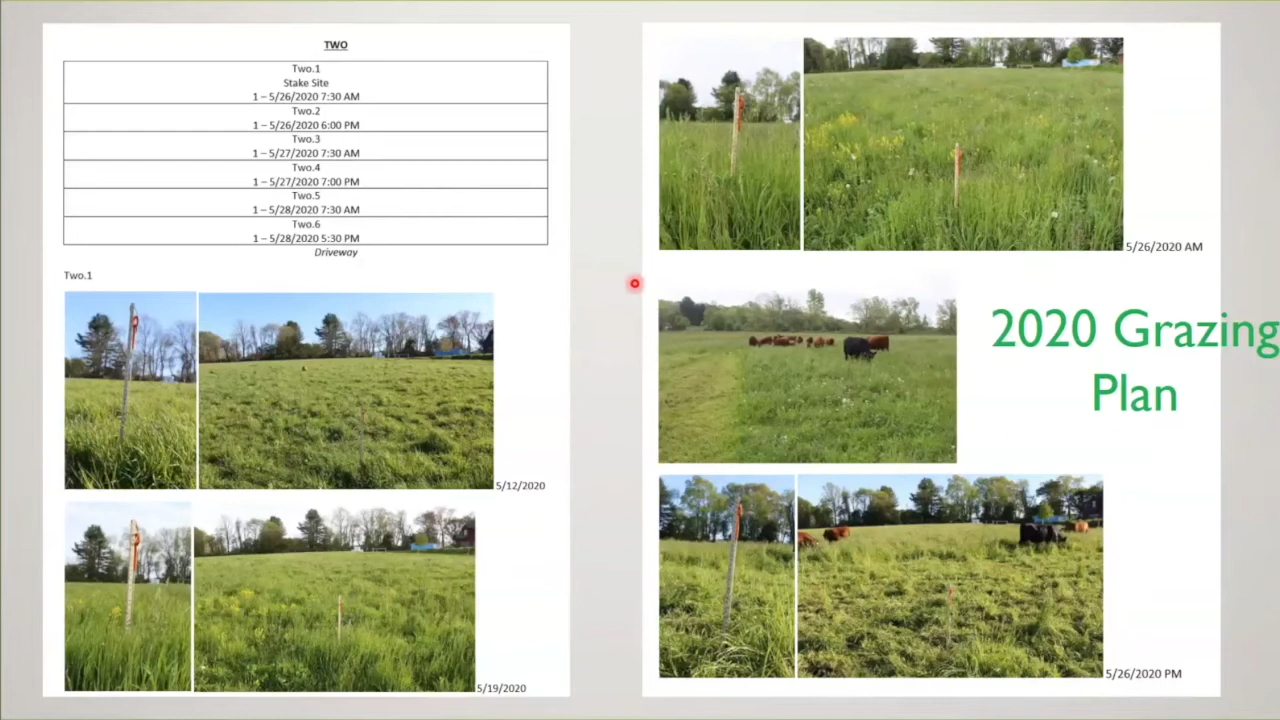 TWO
Two.1
Stake Site
1 – 5/26/2020 7:30 AM
Two.2
1 – 5/26/2020 6:00 PM
Two.3
1 – 5/27/2020 7:30 AM
Two.4
1 – 5/27/2020 7:00 PM
Two.5
1 – 5/28/2020 7:30 AM
Two.6
1 – 5/28/2020 5:30 PM
Driveway
Two.1
5/12/2020
5/19/2020
5/26/2020 AM
2020 Grazing
Plan
5/26/2020 PM